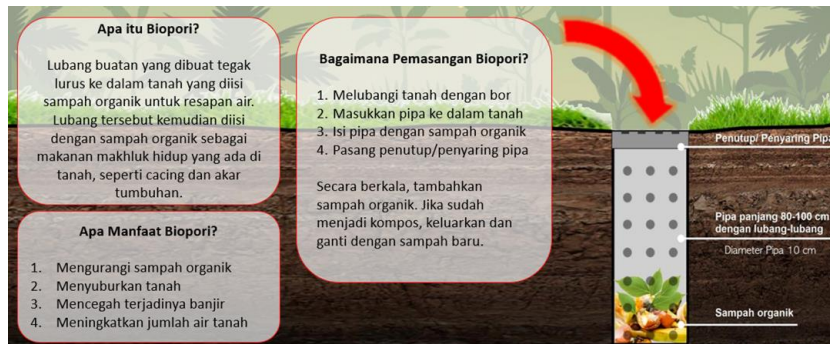 Apa itu Biopori?
Lubang buatan yang dibuat tegak
lurus ke dalam tanah yang diisi
sampah organik untuk resapan air.
Lubang tersebut kemudian diisi
dengan sampah organik sebagai
makanan makhluk hidup yang ada di
tanah, seperti cacing dan akar
tumbuhan.
Apa Manfaat Biopori?
1. Mengurangi sampah organik
2. Menyuburkan tanah
3. Mencegah terjadinya banjir
4. Meningkatkan jumlah air tanah
Bagaimana Pemasangan Biopori?
1. Melubangi tanah dengan bor
2. Masukkan pipa ke dalam tanah
3. Isi pipa dengan sampah organik
4. Pasang penutup/penyaring pipa
Secara berkala, tambahkan
sampah organik. Jika sudah
menjadi kompos, keluarkan dan
ganti dengan sampah baru.
Penutup/ Penyaring Pipa
Pipa panjang 80-100 cm
dengan lubang-lubang
Diameter Pipa 10 cm
Sampah organik